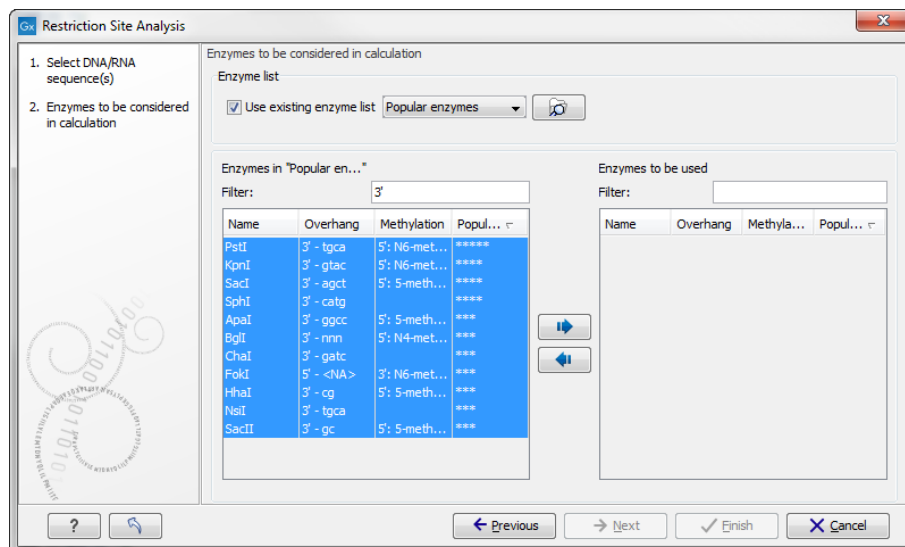 Gx Restriction Site Analysis
X
1. Select DNA/RNA
sequence(s)
2. Enzymes to be considered
in calculation
Enzymes to be considered in calculation
Enzyme list
Use existing enzyme list Popular enzymes
Enzymes in "Popular en..."
Filter: 3'
Name Overhang Methylation Popul...
PstI 3' - tgca 5': N6-met... *****
KpnI 3' - gtac 5': N6-met... ****
SacI 3' - agct 5': 5-meth... ****
SphI 3' - catg ****
ApaI 3' - ggcc 5': 5-meth... ***
BglI 3' - nnn 5': N4-met... ***
ChaI 3' - gatc ***
FokI 5' - <NA> 3': N6-met... ***
HhaI 3' - cg 5': 5-meth... ***
NsiI 3' - tgca ***
SacII 3' - gc 5': 5-meth... ***
Enzymes to be used
Filter:
Name Overhang Methyla... Popul...
? Previous Next Finish Cancel